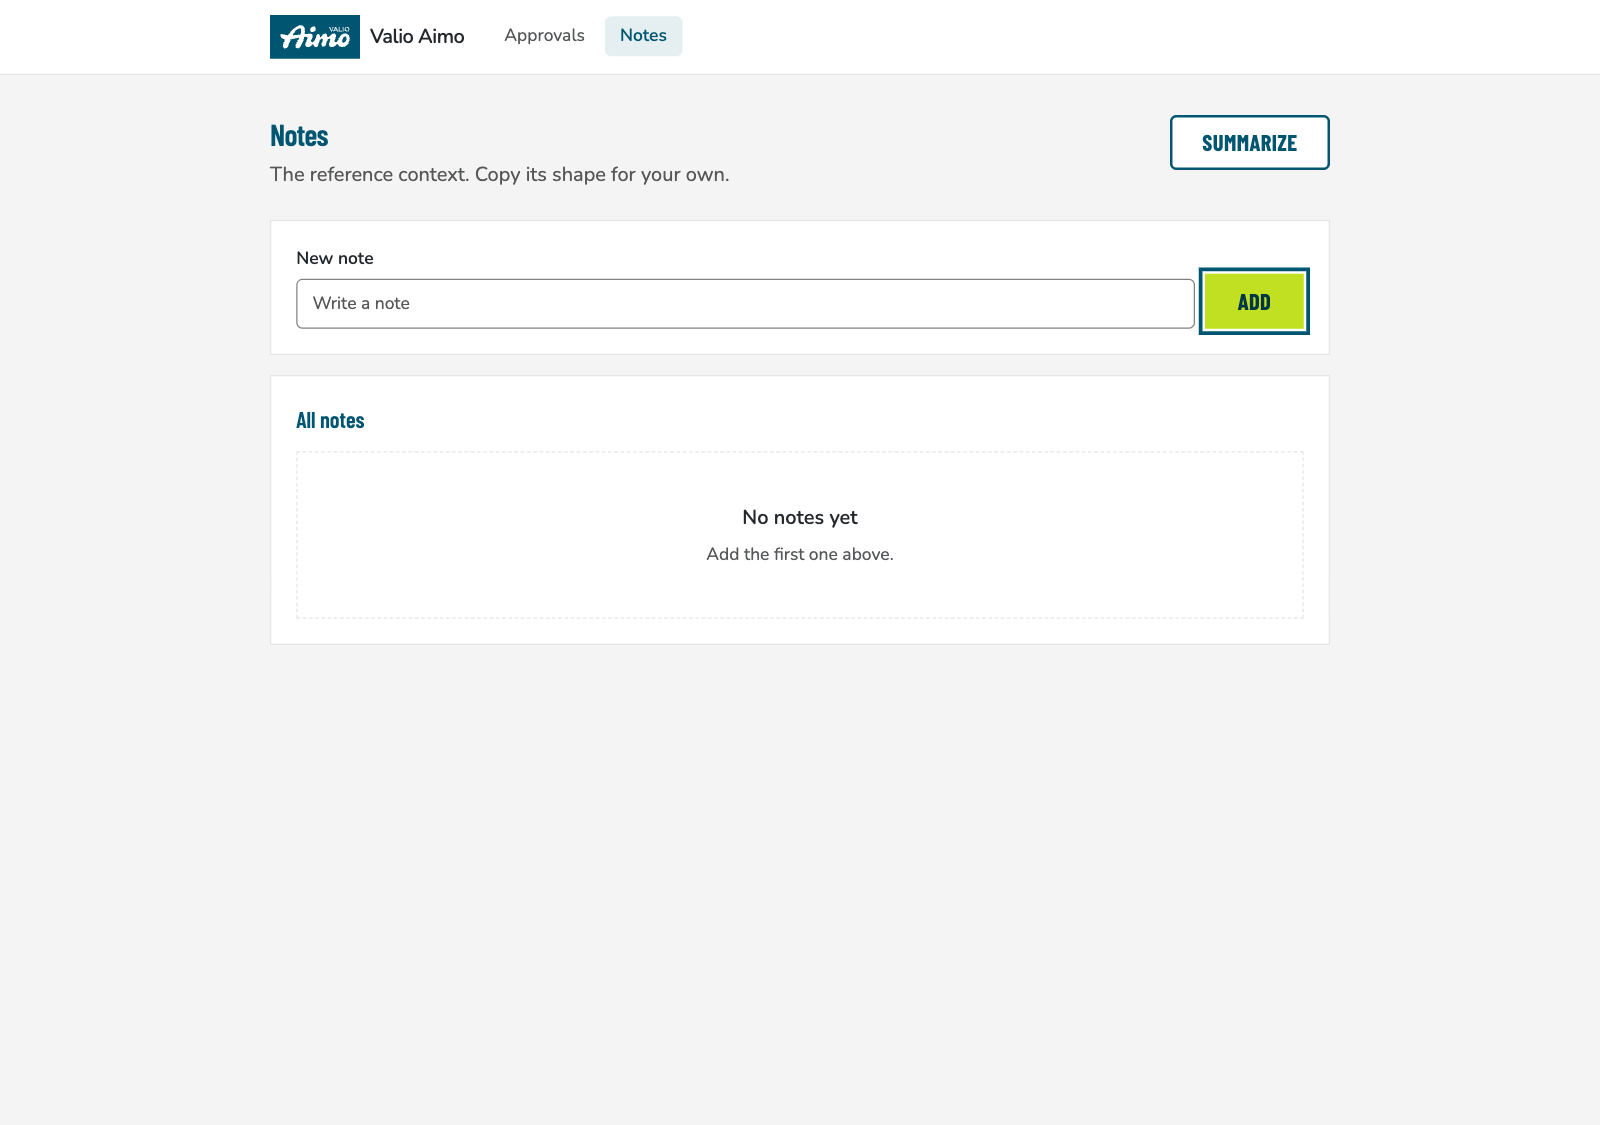 VALIO
Aimo
Valio Aimo
Approvals
Notes
Notes
SUMMARIZE
The reference context. Copy its shape for your own.
New note
Write a note
ADD
All notes
No notes yet
Add the first one above.